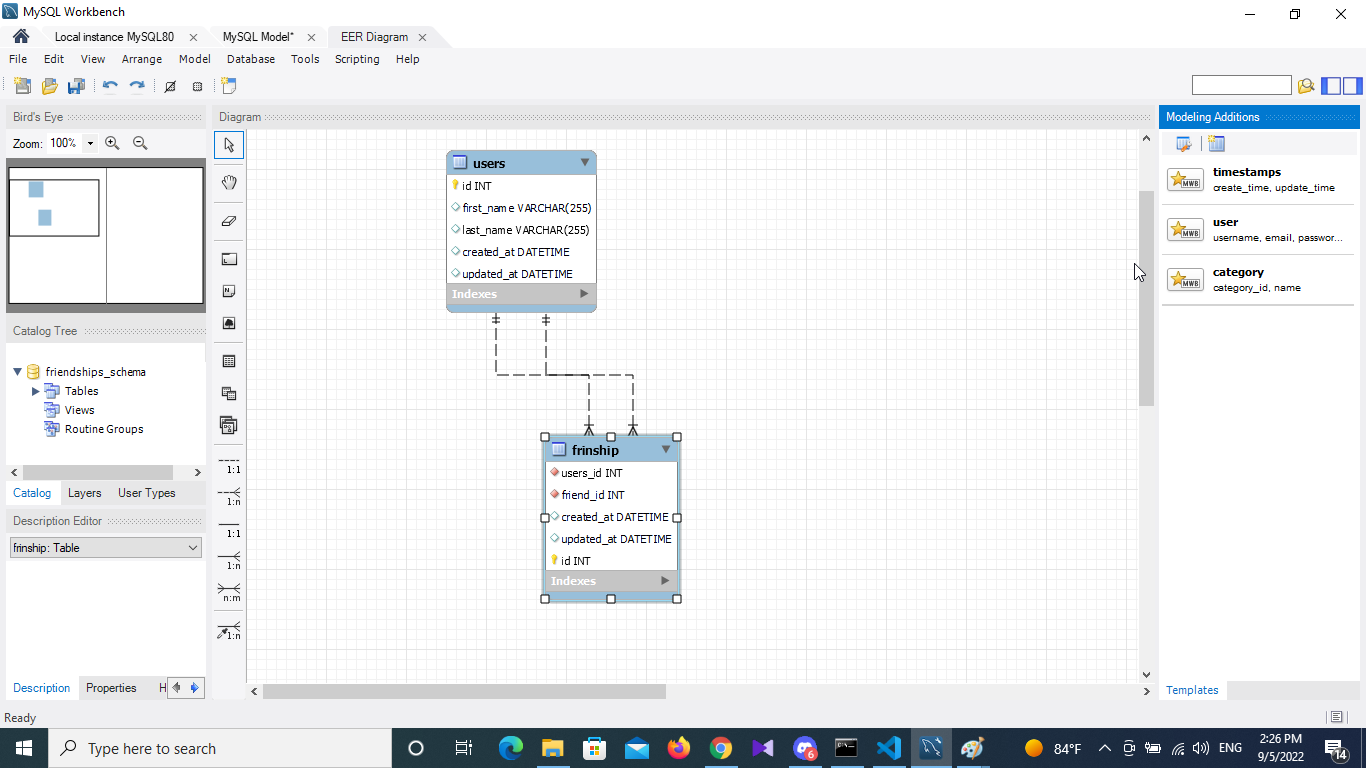 MySQL Workbench
Local instance MySQL80
MySQL Model*
EER Diagram
File Edit View Arrange Model Database Tools Scripting Help
Bird's Eye
Zoom: 100%
Catalog Tree
friendships_schema
Tables
Views
Routine Groups
Catalog Layers User Types
Description Editor
frinship: Table
Description Properties H
Diagram
1:1
1:n
1:1
1:n
n:m
1:n
users
id INT
first_name VARCHAR(255)
last_name VARCHAR(255)
created_at DATETIME
updated_at DATETIME
Indexes
frinship
users_id INT
friend_id INT
created_at DATETIME
updated_at DATETIME
id INT
Indexes
Modeling Additions
MWB
timestamps
create_time, update_time
MWB
user
username, email, passwor...
MWB
category
category_id, name
Templates
Ready
Type here to search
6
84°F
ENG
2:26 PM
9/5/2022
14